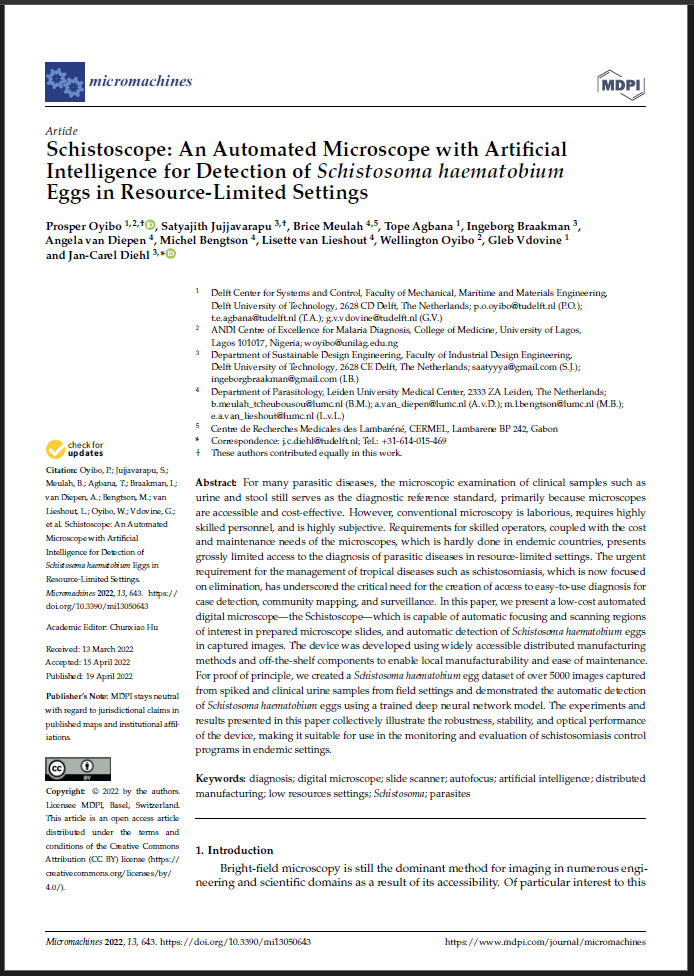 micromachines
MDPI
Article
Schistoscope: An Automated Microscope with Artificial
Intelligence for Detection of Schistosoma haematobium
Eggs in Resource-Limited Settings
Prosper Oyibo 1,2,†, Satyajith Jujjavarapu 3,†, Brice Meulah 4,5, Tope Agbana 1, Ingeborg Braakman 3,
Angela van Diepen 4, Michel Bengtson 4, Lisette van Lieshout 4, Wellington Oyibo 2, Gleb Vdovine 1
and Jan-Carel Diehl 3,*
1 Delft Center for Systems and Control, Faculty of Mechanical, Maritime and Materials Engineering,
Delft University of Technology, 2628 CD Delft, The Netherlands; p.o.oyibo@tudelft.nl (P.O.);
t.e.agbana@tudelft.nl (T.A.); g.v.vdovine@tudelft.nl (G.V.)
2 ANDI Centre of Excellence for Malaria Diagnosis, College of Medicine, University of Lagos,
Lagos 101017, Nigeria; woyibo@unilag.edu.ng
3 Department of Sustainable Design Engineering, Faculty of Industrial Design Engineering,
Delft University of Technology, 2628 CE Delft, The Netherlands; saatyyya@gmail.com (S.J.);
ingeborgbraakman@gmail.com (I.B.)
4 Department of Parasitology, Leiden University Medical Center, 2333 ZA Leiden, The Netherlands;
b.meulah_tcheubousou@lumc.nl (B.M.); a.van_diepen@lumc.nl (A.v.D.); m.l.bengtson@lumc.nl (M.B.);
e.a.van_lieshout@lumc.nl (L.v.L.)
5 Centre de Recherches Medicales des Lambaréné, CERMEL, Lambarene BP 242, Gabon
* Correspondence: j.c.diehl@tudelft.nl; Tel.: +31-614-015-469
† These authors contributed equally in this work.
check for
updates
Citation: Oyibo, P.; Jujjavarapu, S.;
Meulah, B.; Agbana, T.; Braakman, I.;
van Diepen, A.; Bengtson, M.; van
Lieshout, L.; Oyibo, W.; Vdovine, G.;
et al. Schistoscope: An Automated
Microscope with Artificial
Intelligence for Detection of
Schistosoma haematobium Eggs in
Resource-Limited Settings.
Micromachines 2022, 13, 643. https://
doi.org/10.3390/mi13050643
Academic Editor: Chunxiao Hu
Received: 13 March 2022
Accepted: 15 April 2022
Published: 19 April 2022
Publisher's Note: MDPI stays neutral
with regard to jurisdictional claims in
published maps and institutional affil-
iations.
CC BY
Copyright: © 2022 by the authors.
Licensee MDPI, Basel, Switzerland.
This article is an open access article
distributed under the terms and
conditions of the Creative Commons
Attribution (CC BY) license (https://
creativecommons.org/licenses/by/
4.0/).
Abstract: For many parasitic diseases, the microscopic examination of clinical samples such as
urine and stool still serves as the diagnostic reference standard, primarily because microscopes
are accessible and cost-effective. However, conventional microscopy is laborious, requires highly
skilled personnel, and is highly subjective. Requirements for skilled operators, coupled with the cost
and maintenance needs of the microscopes, which is hardly done in endemic countries, presents
grossly limited access to the diagnosis of parasitic diseases in resource-limited settings. The urgent
requirement for the management of tropical diseases such as schistosomiasis, which is now focused
on elimination, has underscored the critical need for the creation of access to easy-to-use diagnosis for
case detection, community mapping, and surveillance. In this paper, we present a low-cost automated
digital microscope—the Schistoscope—which is capable of automatic focusing and scanning regions
of interest in prepared microscope slides, and automatic detection of Schistosoma haematobium eggs
in captured images. The device was developed using widely accessible distributed manufacturing
methods and off-the-shelf components to enable local manufacturability and ease of maintenance.
For proof of principle, we created a Schistosoma haematobium egg dataset of over 5000 images captured
from spiked and clinical urine samples from field settings and demonstrated the automatic detection
of Schistosoma haematobium eggs using a trained deep neural network model. The experiments and
results presented in this paper collectively illustrate the robustness, stability, and optical performance
of the device, making it suitable for use in the monitoring and evaluation of schistosomiasis control
programs in endemic settings.
Keywords: diagnosis; digital microscope; slide scanner; autofocus; artificial intelligence; distributed
manufacturing; low resources settings; Schistosoma; parasites
1. Introduction
Bright-field microscopy is still the dominant method for imaging in numerous engi-
neering and scientific domains as a result of its accessibility. Of particular interest to this
Micromachines 2022, 13, 643. https://doi.org/10.3390/mi13050643
https://www.mdpi.com/journal/micromachines